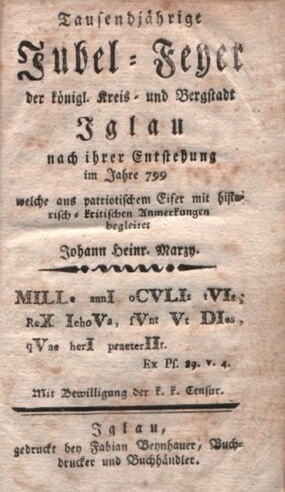 Tausendjährige
Jubel-Feyer
der königl. Kreis- und Bergstadt
Iglau
nach ihrer Entstehung
im Jahre 799
welche aus patriotischem Eifer mit histo-
risch-kritischen Anmerkungen
begleitet
Johann Heinr. Marzy.
MILLe annI oCVLIs tVIs,
ReX IehoVa, fVnt Vt DIes,
qVae herI praeterIIt.
Ex Ps. 89. v. 4.
Mit Bewilligung der k. k. Censur.
Iglau,
gedruckt bey Fabian Beynhauer, Buch-
drucker und Buchhändler.